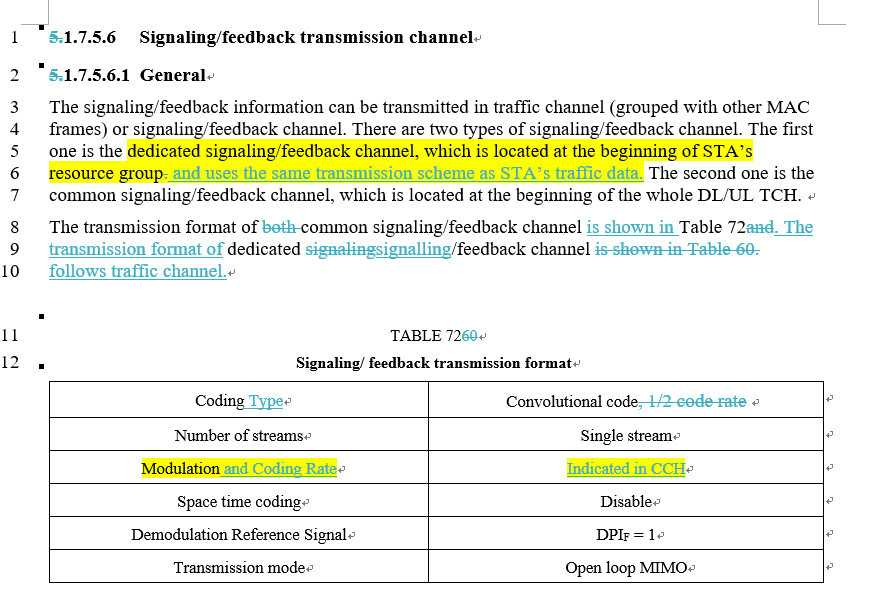 1 5.1.7.5.6 Signaling/feedback transmission channel
2 5.1.7.5.6.1 General
3 The signaling/feedback information can be transmitted in traffic channel (grouped with other MAC
4 frames) or signaling/feedback channel. There are two types of signaling/feedback channel. The first
5 one is the dedicated signaling/feedback channel, which is located at the beginning of STA's
6 resource group. and uses the same transmission scheme as STA's traffic data. The second one is the
7 common signaling/feedback channel, which is located at the beginning of the whole DL/UL TCH.
8 The transmission format of both common signaling/feedback channel is shown in Table 72and. The
9 transmission format of dedicated signalingsignalling/feedback channel is shown in Table 60.
10 follows traffic channel.
11 TABLE 7260
12 Signaling/ feedback transmission format
Coding Type Convolutional code, 1/2 code rate
Number of streams Single stream
Modulation and Coding Rate Indicated in CCH
Space time coding Disable
Demodulation Reference Signal DPIF = 1
Transmission mode Open loop MIMO